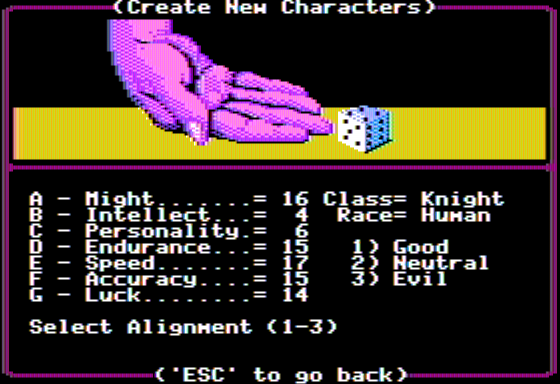 (Create New Characters)
A - Might.......= 16 Class= Knight
B - Intellect...=  4  Race= Human
C - Personality.=  6
D - Endurance...= 15   1) Good
E - Speed.......= 17   2) Neutral
F - Accuracy....= 15   3) Evil
G - Luck........= 14
Select Alignment (1-3)
('ESC' to go back)